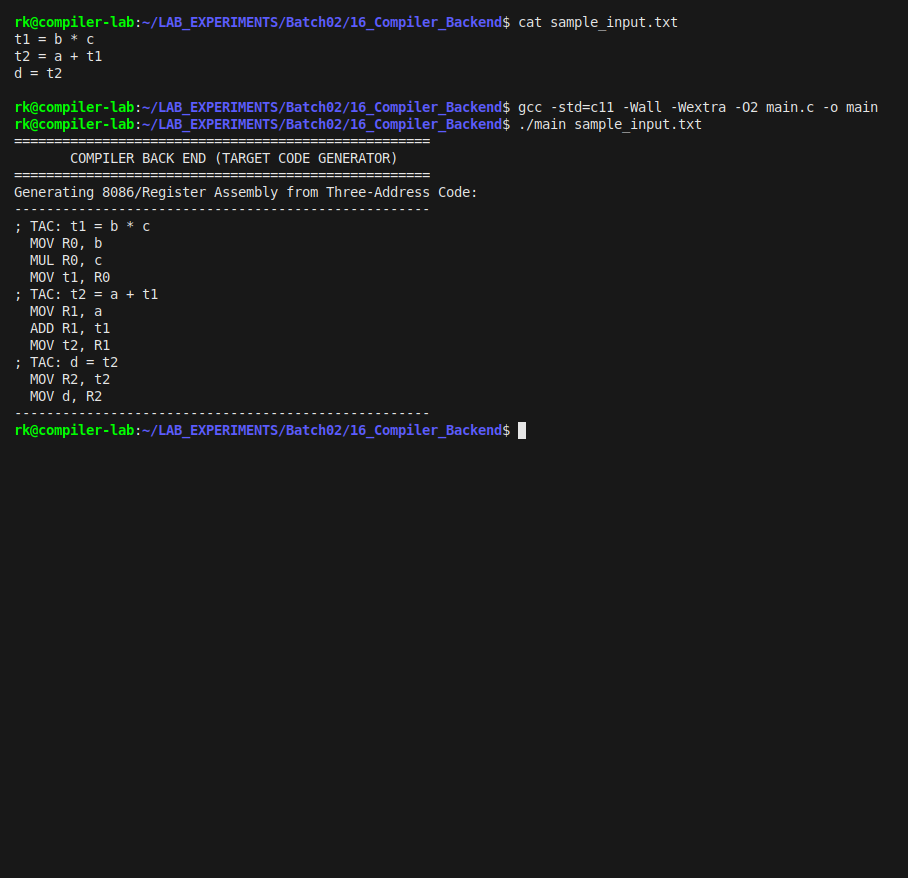 rk@compiler-lab:~/LAB_EXPERIMENTS/Batch02/16_Compiler_Backend$ cat sample_input.txt
t1 = b * c
t2 = a + t1
d = t2
rk@compiler-lab:~/LAB_EXPERIMENTS/Batch02/16_Compiler_Backend$ gcc -std=c11 -Wall -Wextra -O2 main.c -o main
rk@compiler-lab:~/LAB_EXPERIMENTS/Batch02/16_Compiler_Backend$ ./main sample_input.txt
====================================================
       COMPILER BACK END (TARGET CODE GENERATOR)
====================================================
Generating 8086/Register Assembly from Three-Address Code:
----------------------------------------------------
; TAC: t1 = b * c
  MOV R0, b
  MUL R0, c
  MOV t1, R0
; TAC: t2 = a + t1
  MOV R1, a
  ADD R1, t1
  MOV t2, R1
; TAC: d = t2
  MOV R2, t2
  MOV d, R2
----------------------------------------------------
rk@compiler-lab:~/LAB_EXPERIMENTS/Batch02/16_Compiler_Backend$